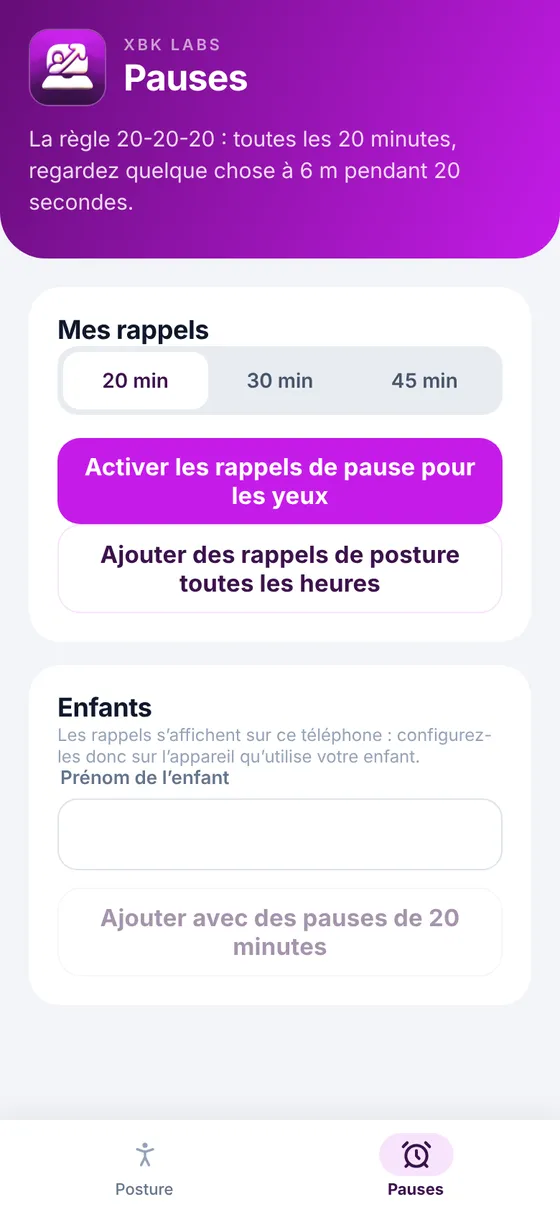 XBK LABS
Pauses
La règle 20-20-20 : toutes les 20 minutes,
regardez quelque chose à 6 m pendant 20
secondes.
Mes rappels
20 min
30 min
45 min
Activer les rappels de pause pour
les yeux
Ajouter des rappels de posture
toutes les heures
Enfants
Les rappels s’affichent sur ce téléphone : configurez-
les donc sur l’appareil qu’utilise votre enfant.
Prénom de l’enfant
Ajouter avec des pauses de 20
minutes
Posture
Pauses